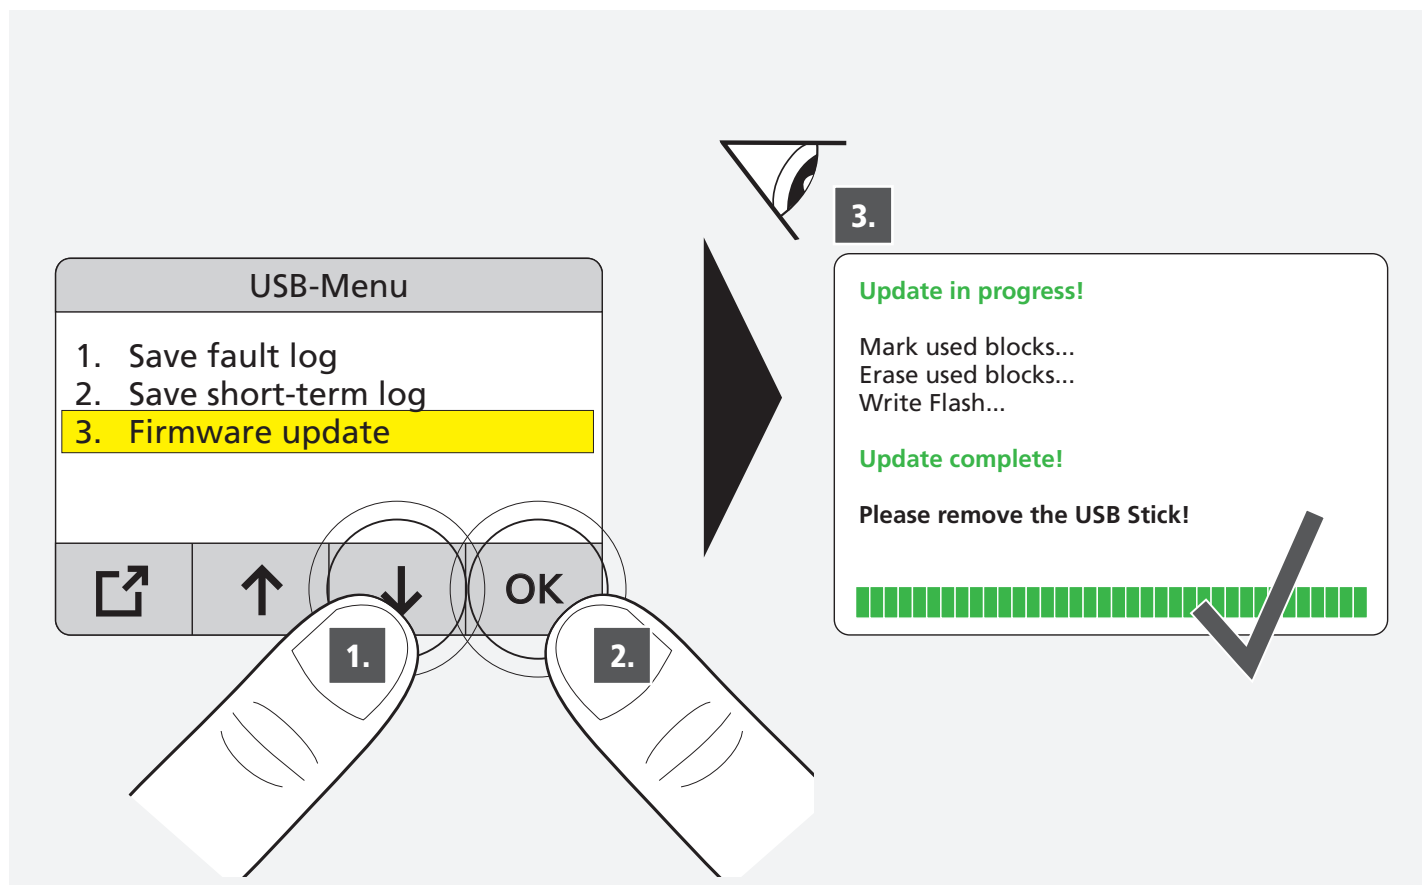 USB-Menu
1. Save fault log
2. Save short-term log
3. Firmware update
OK
1.
2.
3.
Update in progress!
Mark used blocks...
Erase used blocks...
Write Flash...
Update complete!
Please remove the USB Stick!